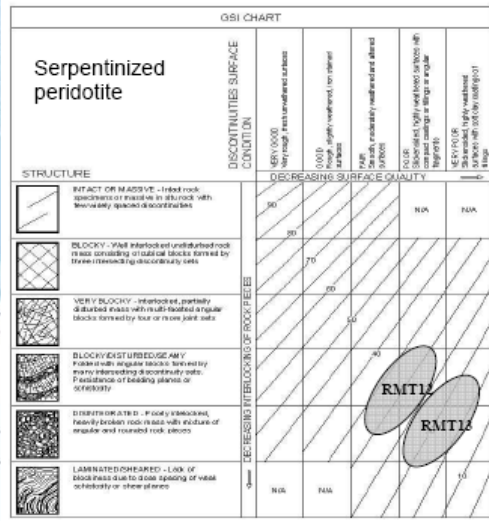 GSI CHART
Serpentinized
peridotite
DISCONTINUITIES SURFACE
CONDITION
VERY GOOD
Very rough, fresh unweathered surfaces
GOOD
Rough, slightly weathered, iron stained
surfaces
FAIR
Smooth, moderately weathered and altered
surfaces
POOR
Slickensided, highly weathered surfaces with
compact coatings or fillings or angular
fragments
VERY POOR
Slickensided, highly weathered
surfaces with soft clay coatings or
STRUCTURE
DECREASING SURFACE QUALITY
INTACT OR MASSIVE - Intact rock
specimens or massive in situ rock with
few widely spaced discontinuities
90
80
N/A
N/A
BLOCKY - Well interlocked undisturbed rock
mass consisting of cubical blocks formed by
three intersecting discontinuity sets
70
60
VERY BLOCKY - Interlocked, partially
disturbed mass with multi-faceted angular
blocks formed by four or more joint sets
50
DECREASING INTERLOCKING OF ROCK PIECES
BLOCKY/DISTURBED/SEAMY
Folded with angular blocks formed by
many intersecting discontinuity sets.
Persistence of bedding planes or
schistosity
40
RMT12
DISINTEGRATED - Poorly interlocked,
heavily broken rock mass with mixture of
angular and rounded rock pieces
RMT13
LAMINATED/SHEARED - Lack of
blockiness due to close spacing of weak
schistosity or shear planes
N/A
N/A
10